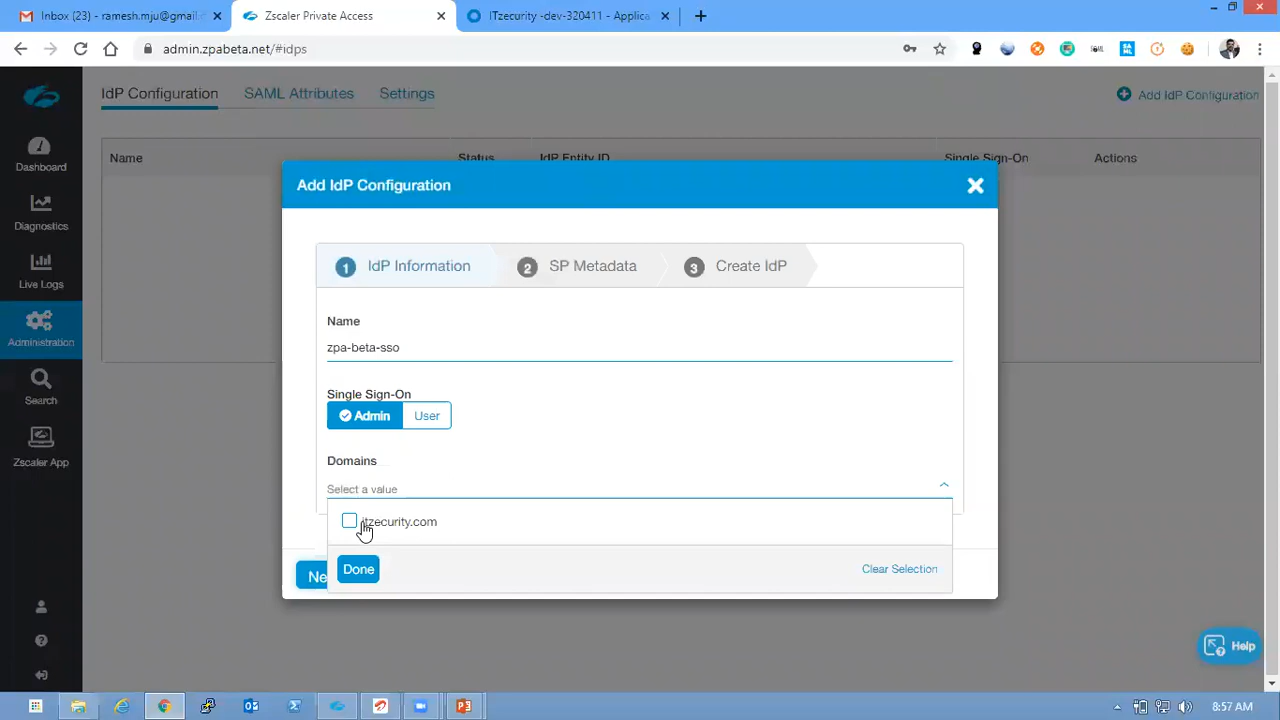 Inbox (23) - ramesh.mju@gmail
Zscaler Private Access
ITzecurity -dev-320411 - Applica
admin.zpabeta.net/#idps
IdP Configuration
SAML Attributes
Settings
Add IdP Configuration
Name
Status
IdP Entity ID
Single Sign-On
Actions
Dashboard
Diagnostics
Live Logs
Administration
Search
Zscaler App
Add IdP Configuration
1 IdP Information
2 SP Metadata
3 Create IdP
Name
zpa-beta-sso
Single Sign-On
Admin
User
Domains
Select a value
itzecurity.com
Ne
Done
Clear Selection
Help
8:57 AM